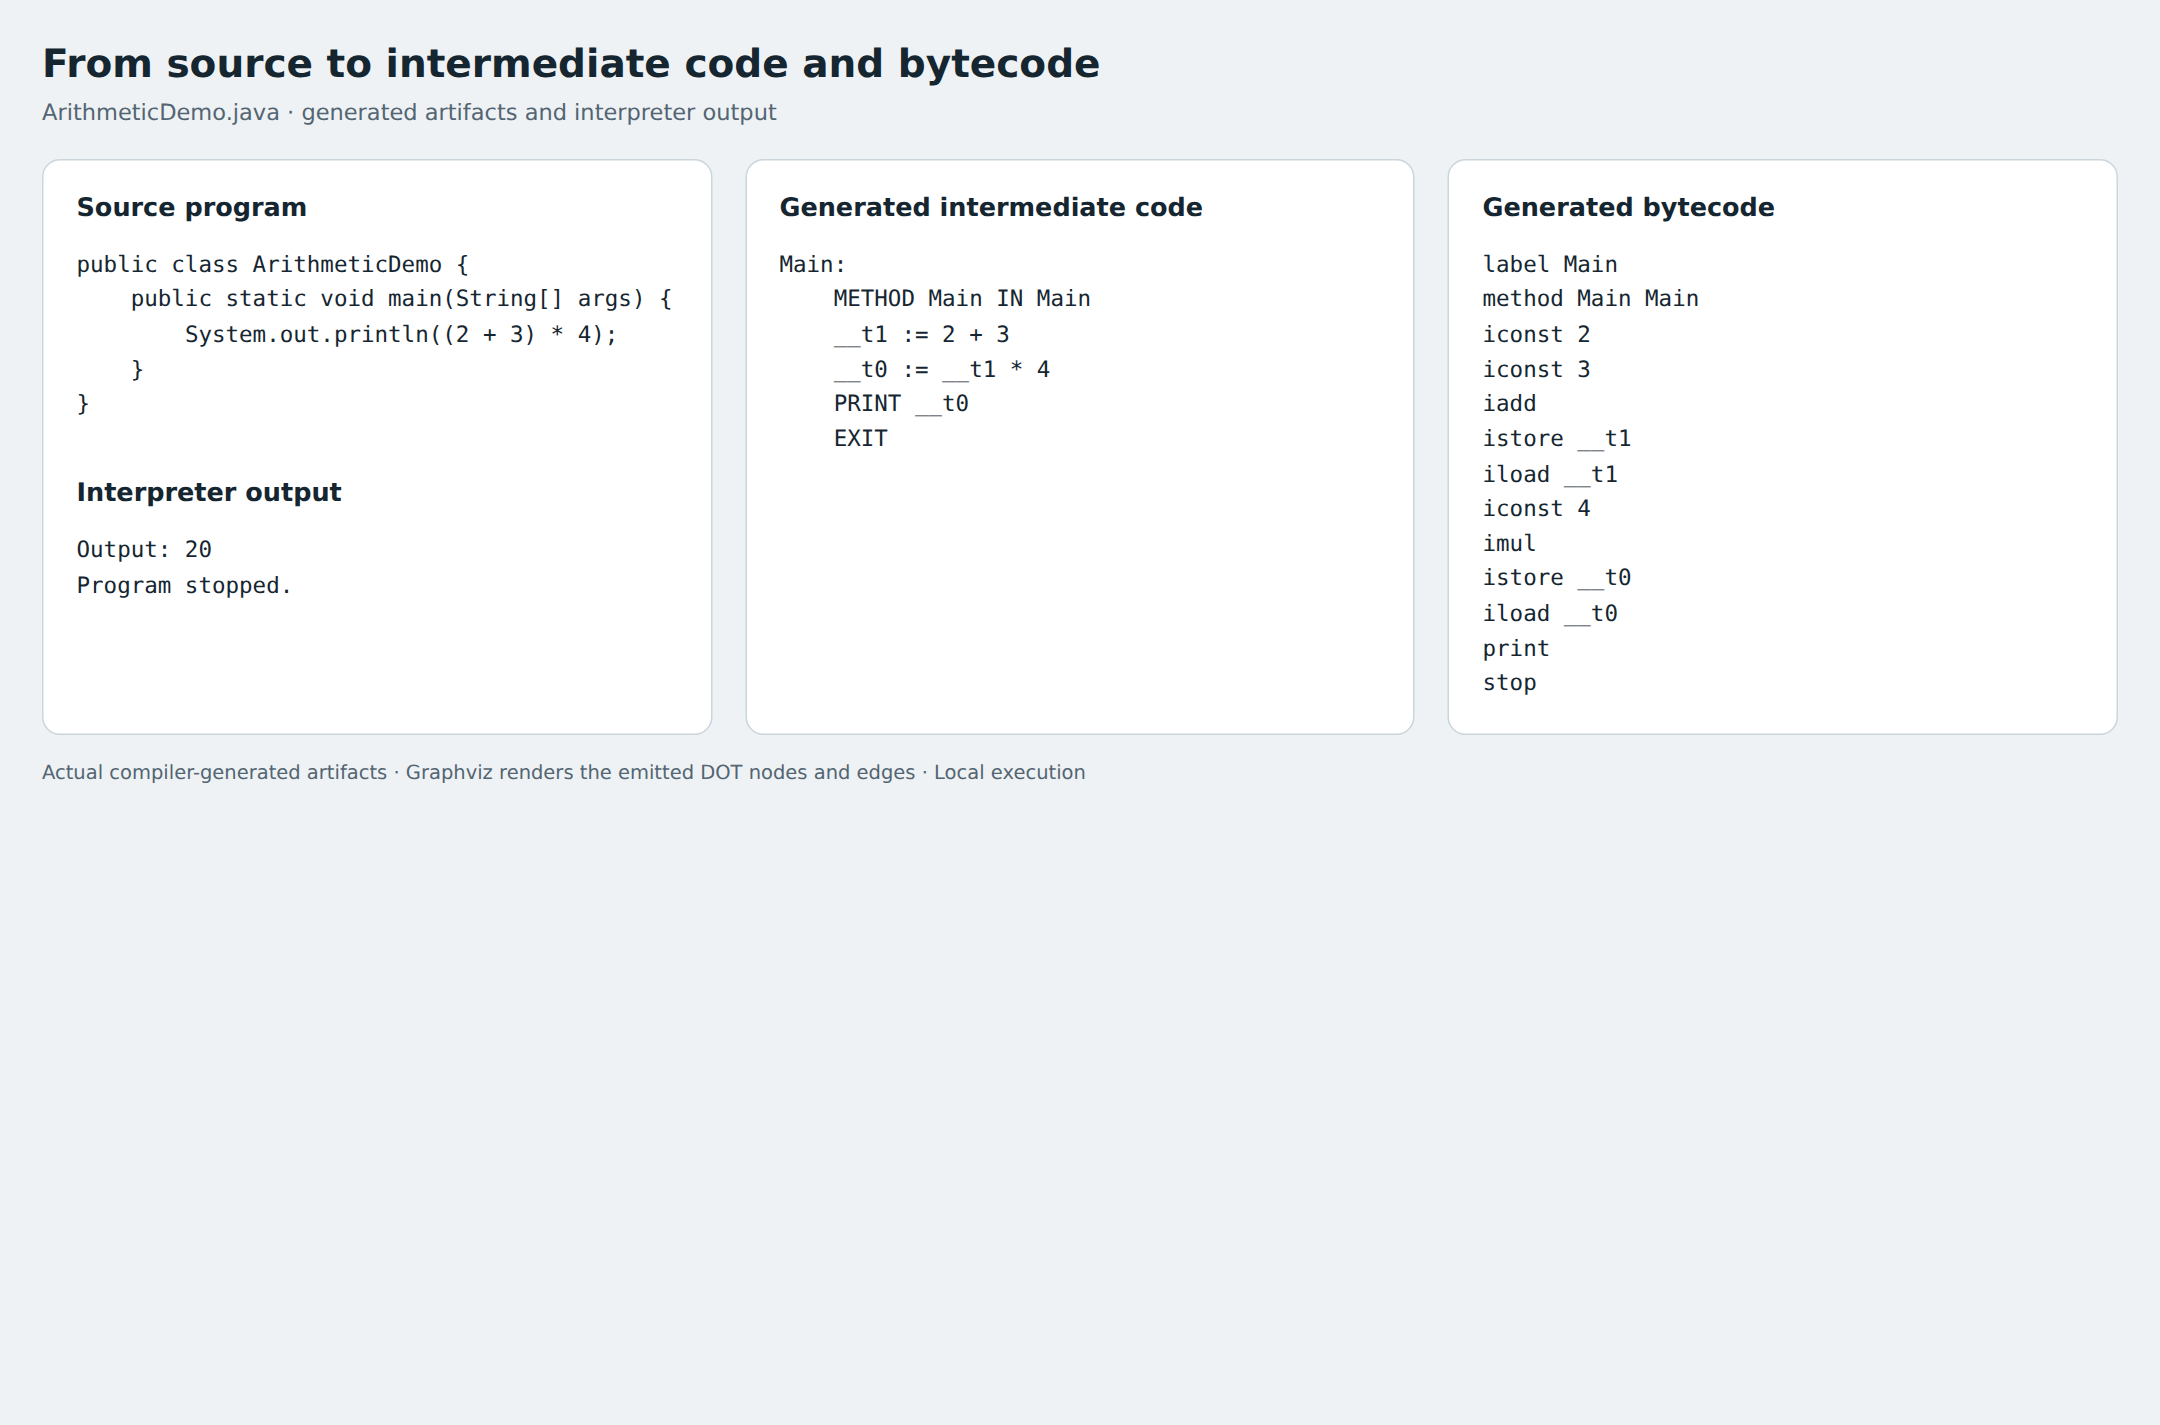 From source to intermediate code and bytecode
ArithmeticDemo.java · generated artifacts and interpreter output
Source program
public class ArithmeticDemo {
    public static void main(String[] args) {
        System.out.println((2 + 3) * 4);
    }
}
Interpreter output
Output: 20
Program stopped.
Generated intermediate code
Main:
    METHOD Main IN Main
    __t1 := 2 + 3
    __t0 := __t1 * 4
    PRINT __t0
    EXIT
Generated bytecode
label Main
method Main Main
iconst 2
iconst 3
iadd
istore __t1
iload __t1
iconst 4
imul
istore __t0
iload __t0
print
stop
Actual compiler-generated artifacts · Graphviz renders the emitted DOT nodes and edges · Local execution